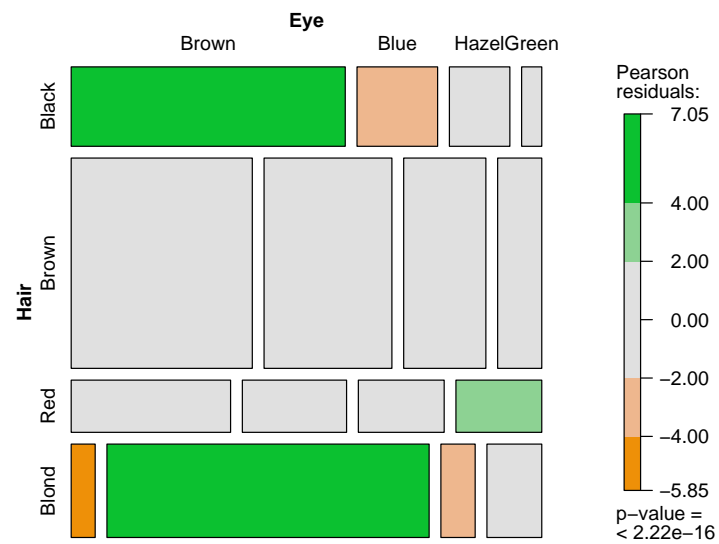 Eye
Brown Blue HazelGreen
Hair
Black
Brown
Red
Blond
Pearson
residuals:
7.05
4.00
2.00
0.00
−2.00
−4.00
−5.85
p−value =
< 2.22e−16